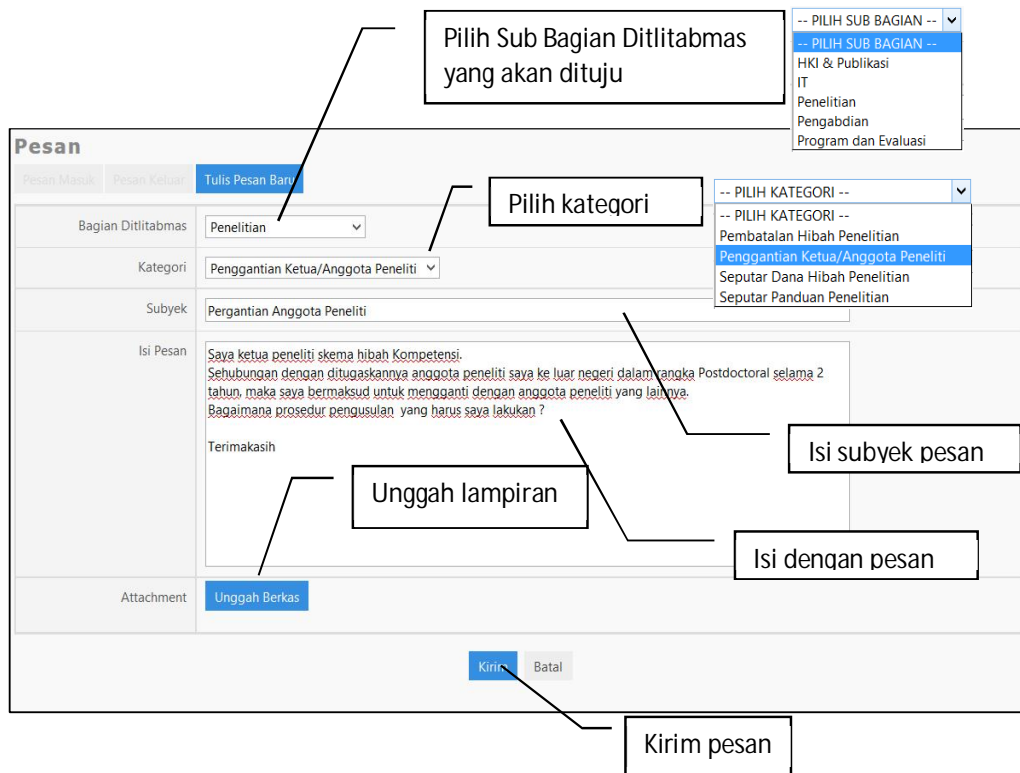 -- PILIH SUB BAGIAN --
-- PILIH SUB BAGIAN --
HKI & Publikasi
IT
Penelitian
Pengabdian
Program dan Evaluasi
Pilih Sub Bagian Ditlitabmas
yang akan dituju
Pesan
Pesan Masuk Pesan Keluar Tulis Pesan Baru
Pilih kategori
-- PILIH KATEGORI --
-- PILIH KATEGORI --
Pembatalan Hibah Penelitian
Penggantian Ketua/Anggota Peneliti
Seputar Dana Hibah Penelitian
Seputar Panduan Penelitian
Bagian Ditlitabmas Penelitian
Kategori Penggantian Ketua/Anggota Peneliti
Subyek Pergantian Anggota Peneliti
Isi Pesan Saya ketua peneliti skema hibah Kompetensi.
Sehubungan dengan ditugaskannya anggota peneliti saya ke luar negeri dalam rangka Postdoctoral selama 2
tahun, maka saya bermaksud untuk mengganti dengan anggota peneliti yang lainnya.
Bagaimana prosedur pengusulan yang harus saya lakukan ?
Terimakasih
Isi subyek pesan
Unggah lampiran
Isi dengan pesan
Attachment Unggah Berkas
Kirim Batal
Kirim pesan